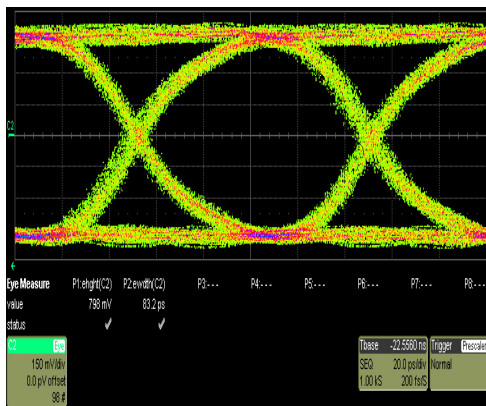 C2
Eye Measure P1:ehght(C2) P2:ewdth(C2) P3:--- P4:--- P5:--- P6:--- P7:--- P8:---
value 798 mV 83.2 ps
status
C2 Eye
150 mV/div
0.0 pV offset
98 #
Tbase -22.5560 ns
SEQ 20.0 ps/div
1.00 kS 200 fs/S
Trigger Prescaler
Normal